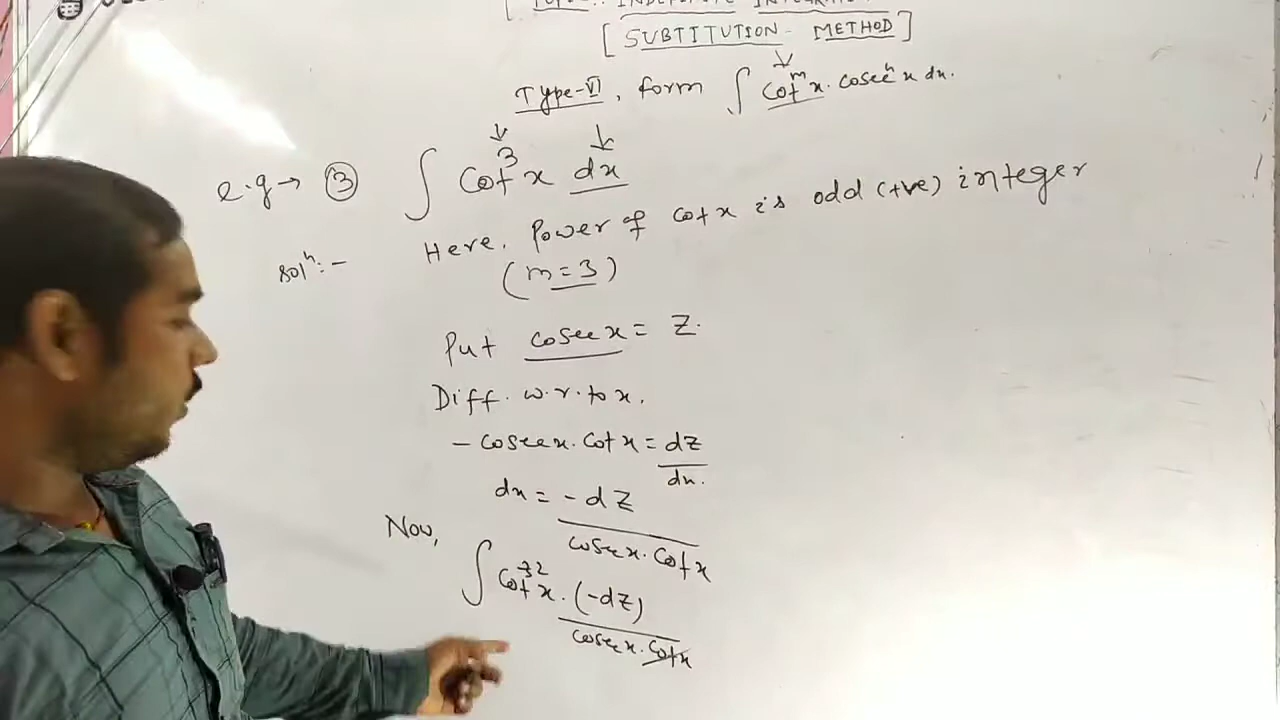 [ SUBTITUTION - METHOD ]
Type-VI, form ∫ Cot^m x. cosec^n x dx.
e.g → ③ ∫ Cot^3 x dx
Sol^n:- Here, Power of Cot x is odd (+ve) integer
(m=3)
Put cosec x = Z.
Diff. w.r. to x.
- cosec x. Cot x = dZ/dx.
dx = -dZ/cosec x. Cot x
Now,
∫ Cot^3̶ 2 x. (-dZ)/cosec x. C̶o̶t̶ ̶x̶